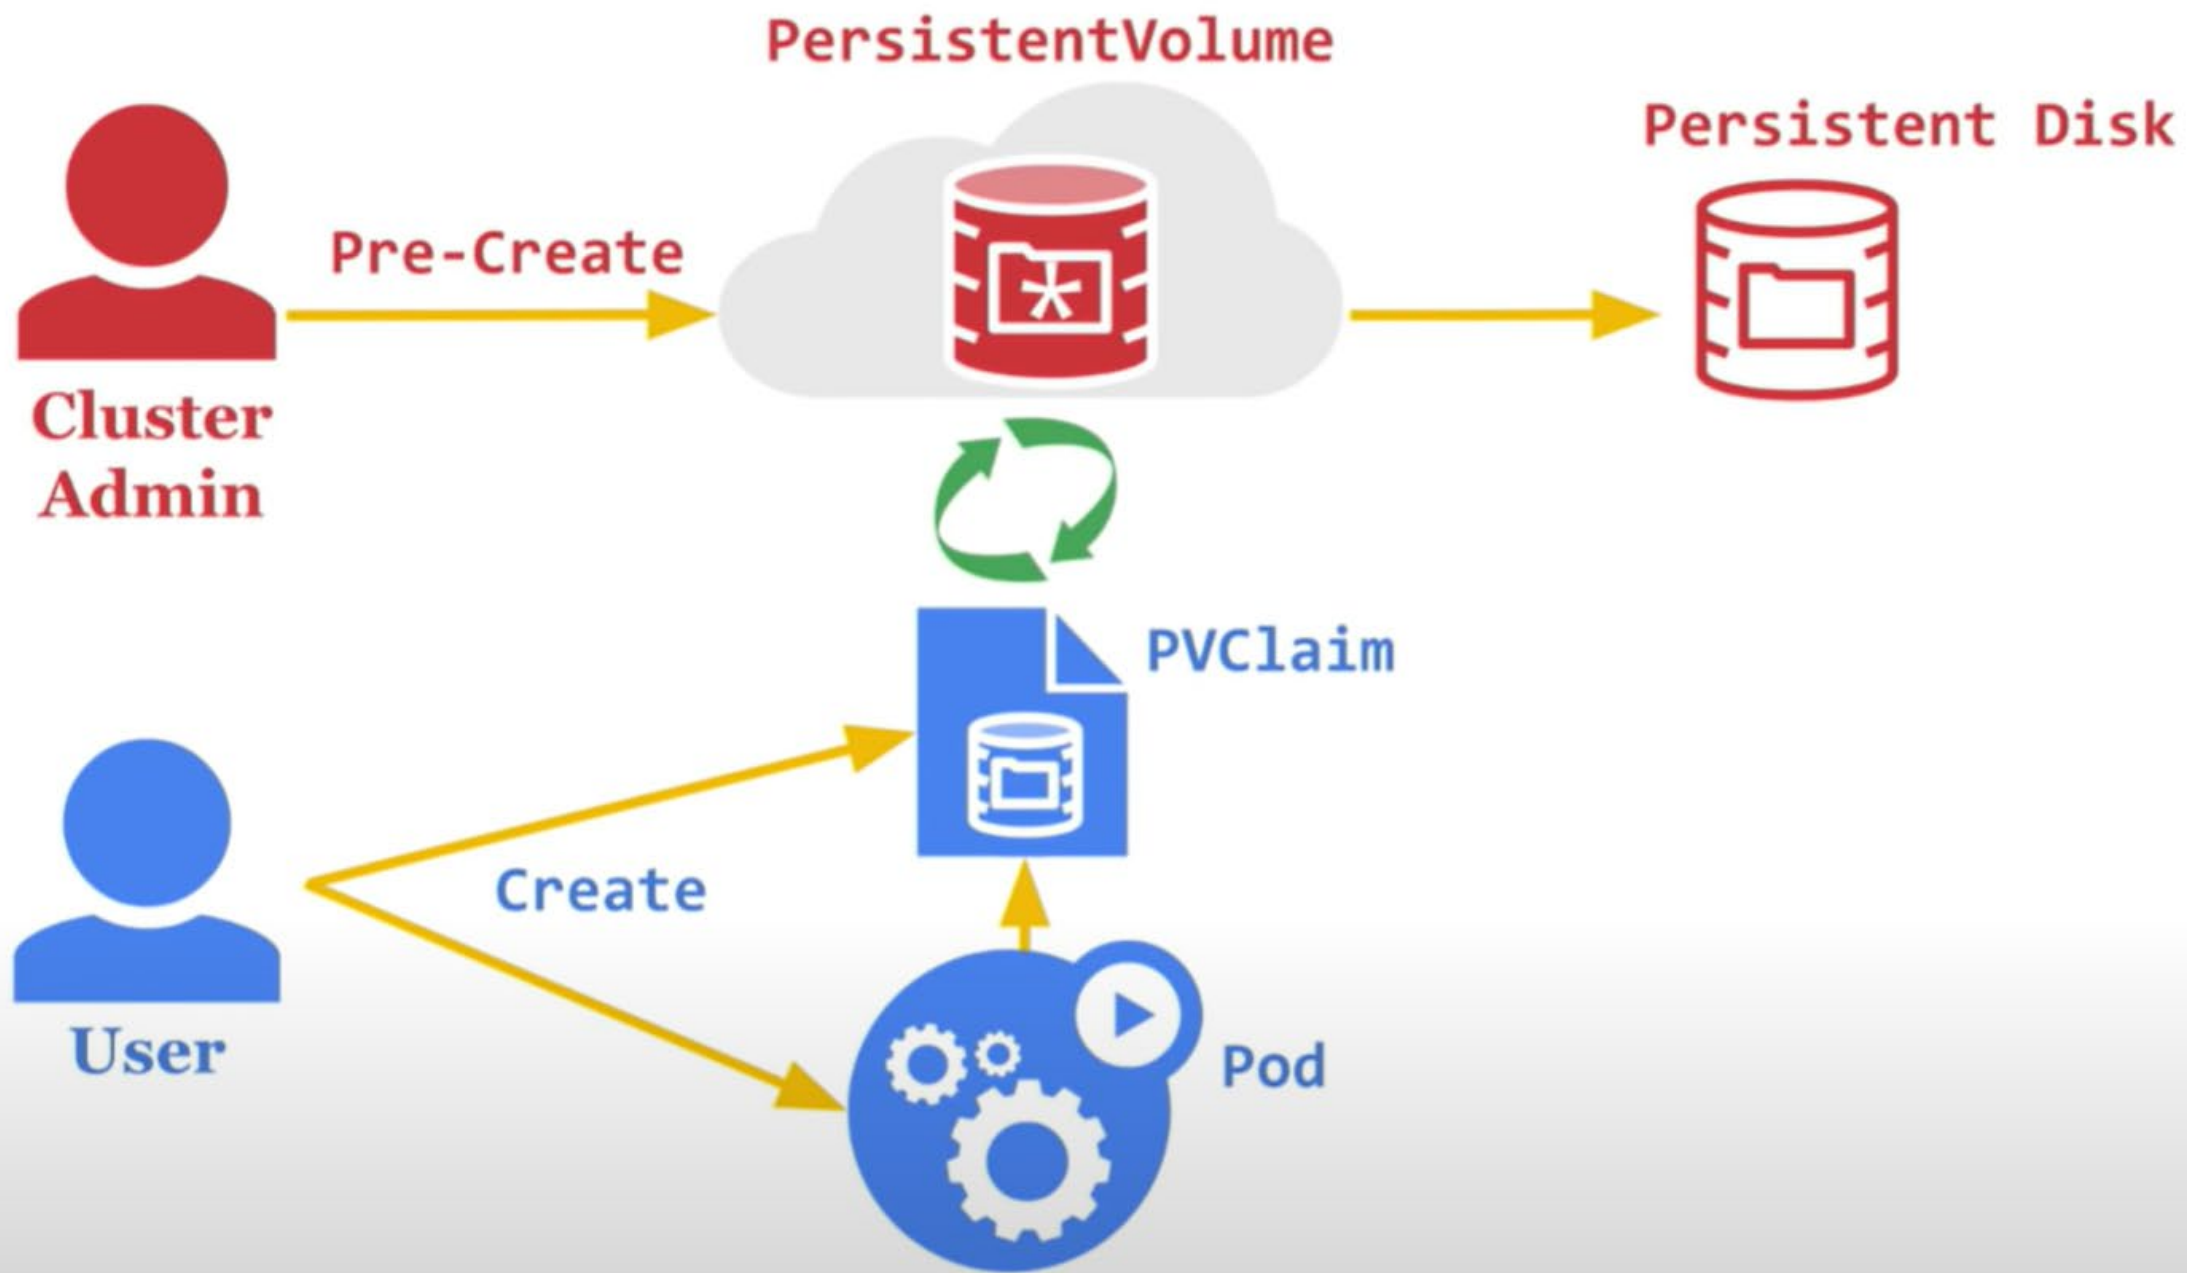 PersistentVolume
Persistent Disk
Pre-Create
Cluster
Admin
PVClaim
Create
User
Pod